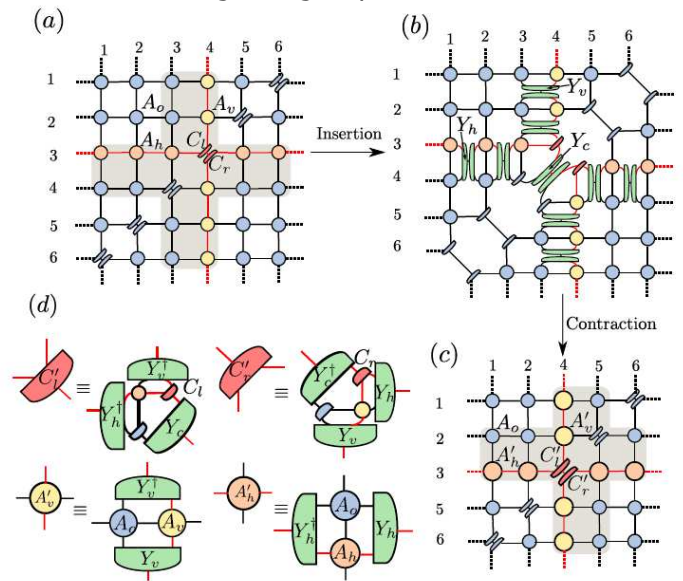 (a)
1 2 3 4 5 6
1
2
3
4
5
6
A_o A_v
A_h C_l
C_r
Insertion
(b)
1 2 3 4 5 6
1
2
3
4
5
6
Y_v
Y_h Y_c
Contraction
(c)
4 5 6
1
2
3
5
6
A_o A'_v
A'_h C'_l
C'_r
(d)
C'_l ≡ Y_v^† C_l
Y_h^† Y_c
C'_r ≡ Y_c^† C_r
Y_h
Y_v
A'_v ≡ Y_v^†
A_o A_v
Y_v
A'_h ≡ A_o
Y_h^† Y_h
A_h